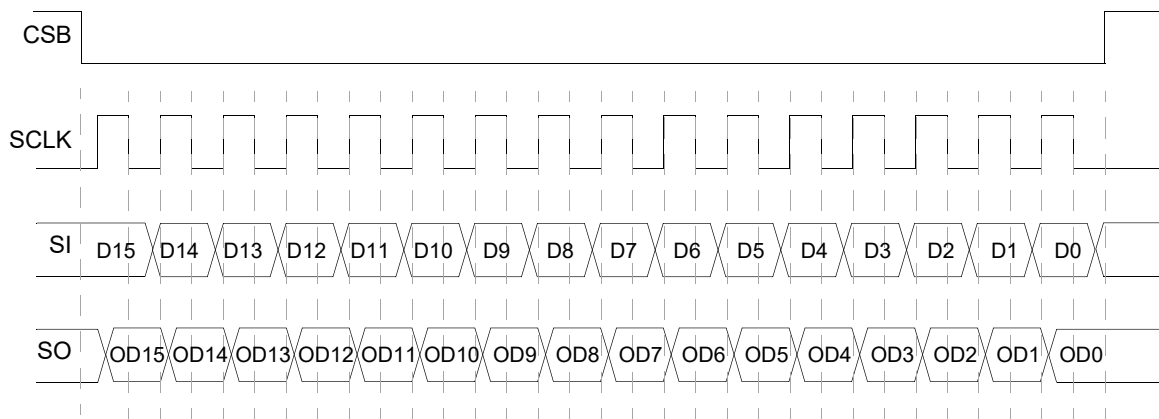 CSB
SCLK
SI D15 D14 D13 D12 D11 D10 D9 D8 D7 D6 D5 D4 D3 D2 D1 D0
SO OD15 OD14 OD13 OD12 OD11 OD10 OD9 OD8 OD7 OD6 OD5 OD4 OD3 OD2 OD1 OD0